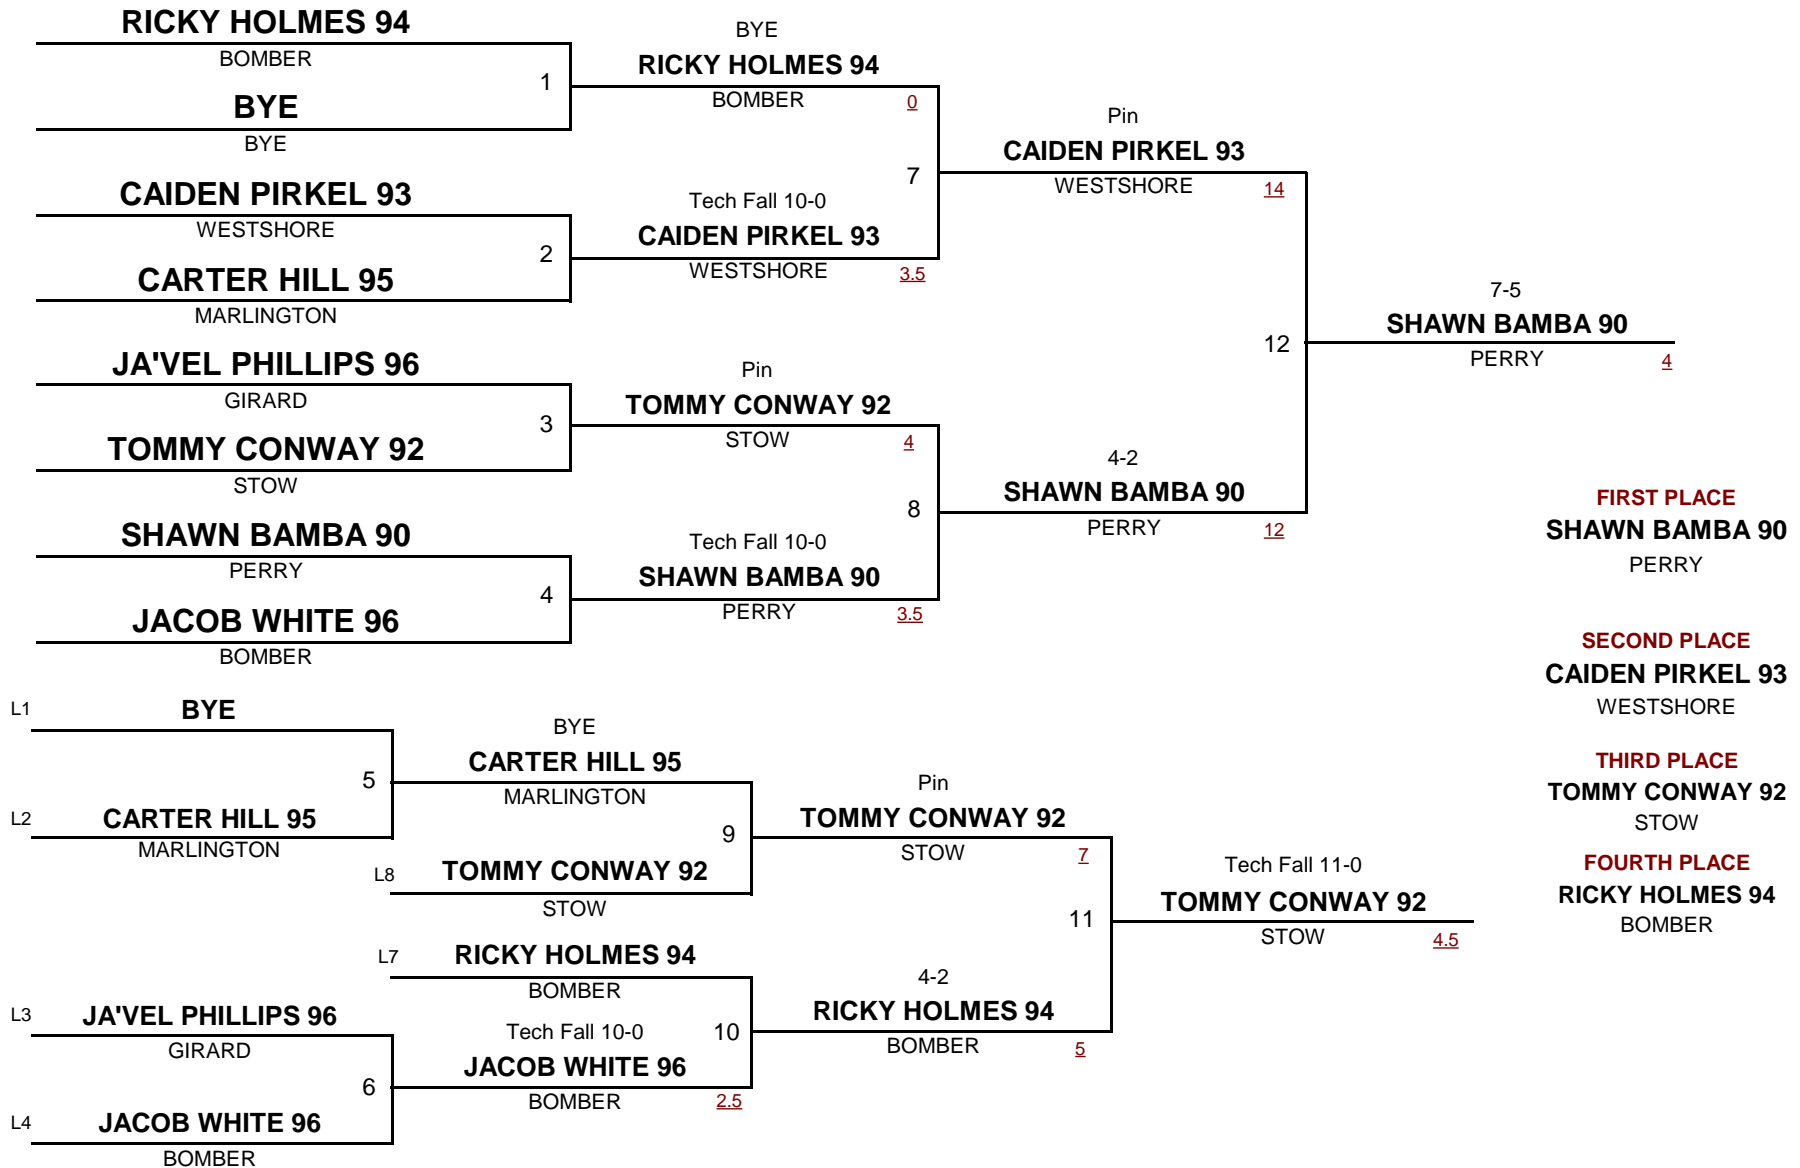 RICKY HOLMES 94
BOMBER
1
BYE
BYE
BYE
RICKY HOLMES 94
BOMBER
0
CAIDEN PIRKEL 93
WESTSHORE
2
CARTER HILL 95
MARLINGTON
Tech Fall 10-0
CAIDEN PIRKEL 93
WESTSHORE
3.5
7
Pin
CAIDEN PIRKEL 93
WESTSHORE
14
JA'VEL PHILLIPS 96
GIRARD
3
TOMMY CONWAY 92
STOW
Pin
TOMMY CONWAY 92
STOW
4
SHAWN BAMBA 90
PERRY
4
JACOB WHITE 96
BOMBER
Tech Fall 10-0
SHAWN BAMBA 90
PERRY
3.5
8
4-2
SHAWN BAMBA 90
PERRY
12
12
7-5
SHAWN BAMBA 90
PERRY
4
FIRST PLACE
SHAWN BAMBA 90
PERRY
SECOND PLACE
CAIDEN PIRKEL 93
WESTSHORE
THIRD PLACE
TOMMY CONWAY 92
STOW
FOURTH PLACE
RICKY HOLMES 94
BOMBER
L1
BYE
5
L2
CARTER HILL 95
MARLINGTON
BYE
CARTER HILL 95
MARLINGTON
9
L8
TOMMY CONWAY 92
STOW
Pin
TOMMY CONWAY 92
STOW
7
L7
RICKY HOLMES 94
BOMBER
10
L3
JA'VEL PHILLIPS 96
GIRARD
6
L4
JACOB WHITE 96
BOMBER
Tech Fall 10-0
JACOB WHITE 96
BOMBER
2.5
4-2
RICKY HOLMES 94
BOMBER
5
11
Tech Fall 11-0
TOMMY CONWAY 92
STOW
4.5